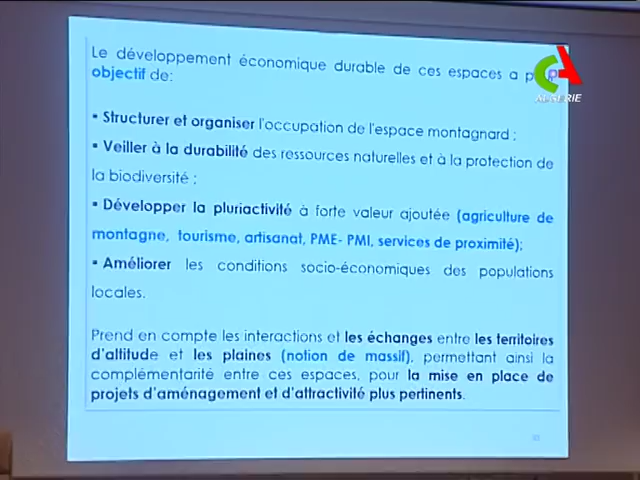 Le développement économique durable de ces espaces a
objectif de:
▪ Structurer et organiser l'occupation de l'espace montagnard ;
▪ Veiller à la durabilité des ressources naturelles et à la protection de
la biodiversité ;
▪ Développer la pluriactivité à forte valeur ajoutée (agriculture de
montagne, tourisme, artisanat, PME- PMI, services de proximité);
▪ Améliorer les conditions socio-économiques des populations
locales.
Prend en compte les interactions et les échanges entre les territoires
d'altitude et les plaines (notion de massif), permettant ainsi la
complémentarité entre ces espaces, pour la mise en place de
projets d'aménagement et d'attractivité plus pertinents.
ALGERIE